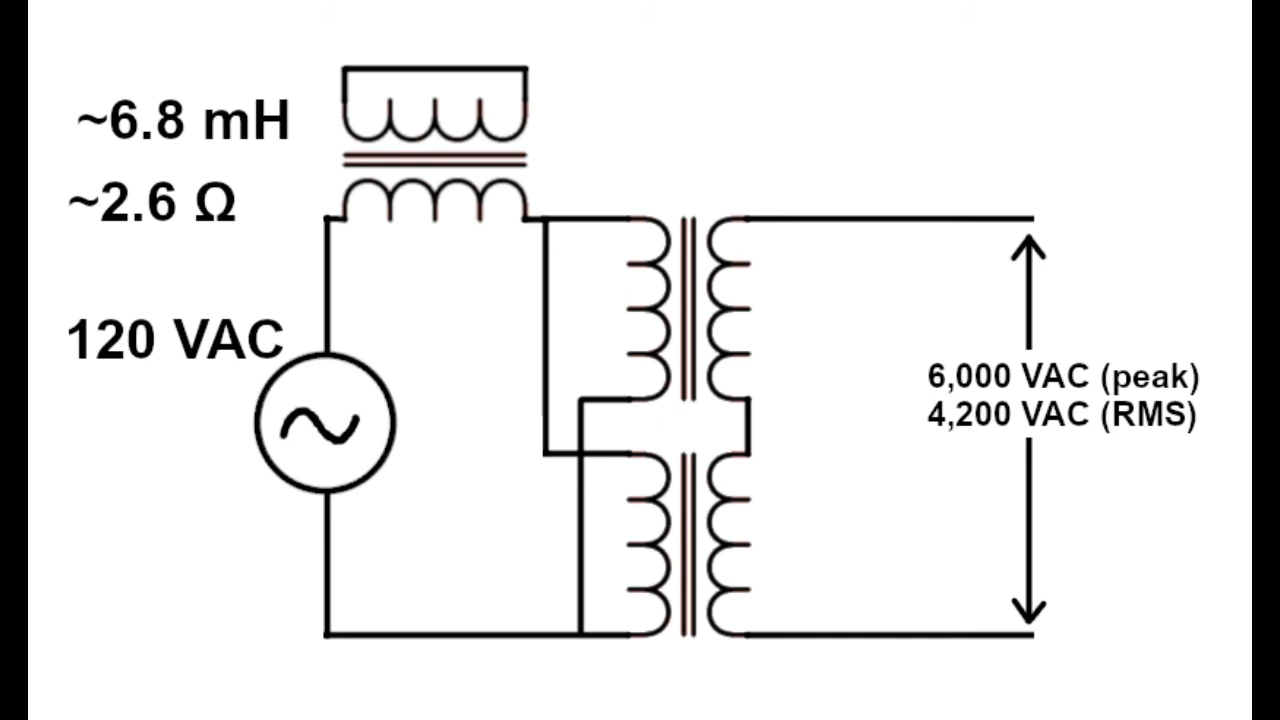 ~6.8 mH
~2.6 Ω
120 VAC
6,000 VAC (peak)
4,200 VAC (RMS)